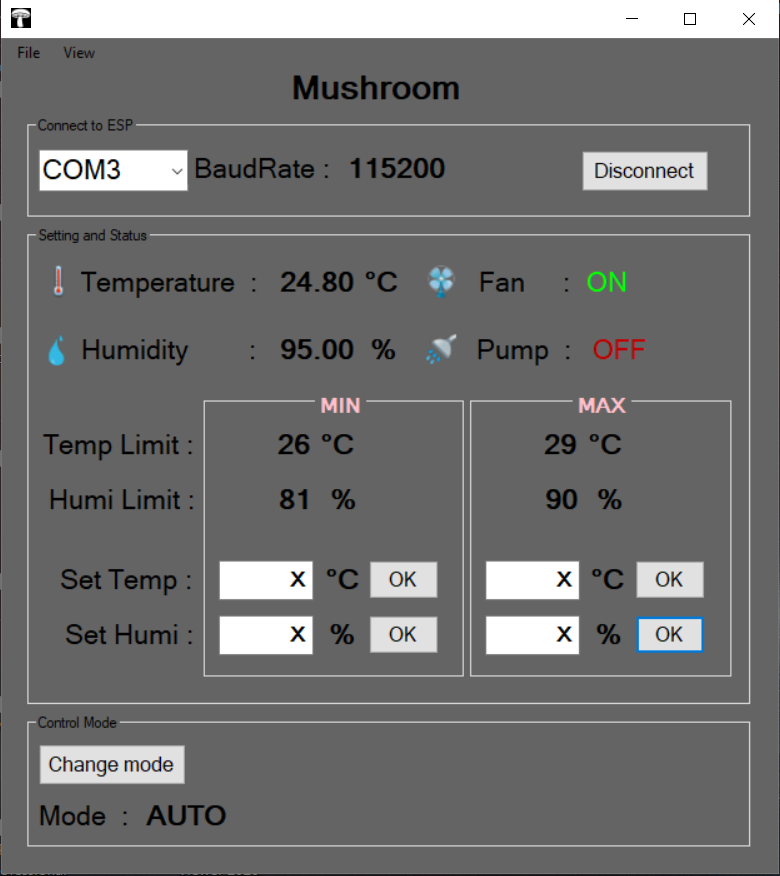 File View
Mushroom
Connect to ESP
COM3 BaudRate : 115200 Disconnect
Setting and Status
Temperature : 24.80 °C Fan : ON
Humidity : 95.00 % Pump : OFF
MIN MAX
Temp Limit : 26 °C 29 °C
Humi Limit : 81 % 90 %
Set Temp : X °C OK X °C OK
Set Humi : X % OK X % OK
Control Mode
Change mode
Mode : AUTO